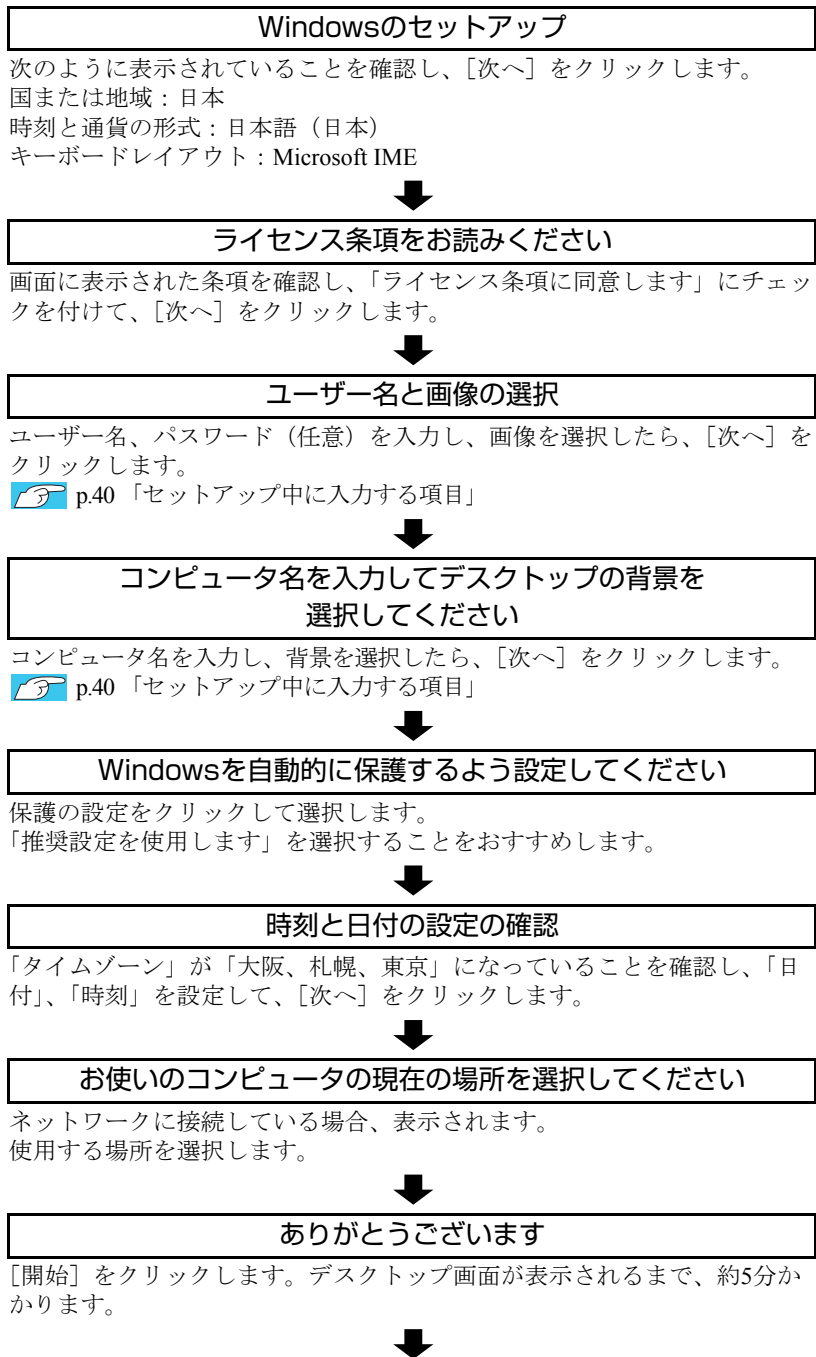 Windowsのセットアップ
次のように表示されていることを確認し、［次へ］をクリックします。
国または地域：日本
時刻と通貨の形式：日本語（日本）
キーボードレイアウト：Microsoft IME
ライセンス条項をお読みください
画面に表示された条項を確認し、「ライセンス条項に同意します」にチェッ
クを付けて、［次へ］をクリックします。
ユーザー名と画像の選択
ユーザー名、パスワード（任意）を入力し、画像を選択したら、［次へ］を
クリックします。
p.40 「セットアップ中に入力する項目」
コンピュータ名を入力してデスクトップの背景を
選択してください
コンピュータ名を入力し、背景を選択したら、［次へ］をクリックします。
p.40 「セットアップ中に入力する項目」
Windowsを自動的に保護するよう設定してください
保護の設定をクリックして選択します。
「推奨設定を使用します」を選択することをおすすめします。
時刻と日付の設定の確認
「タイムゾーン」が「大阪、札幌、東京」になっていることを確認し、「日
付」、「時刻」を設定して、［次へ］をクリックします。
お使いのコンピュータの現在の場所を選択してください
ネットワークに接続している場合、表示されます。
使用する場所を選択します。
ありがとうございます
［開始］をクリックします。デスクトップ画面が表示されるまで、約5分か
かります。